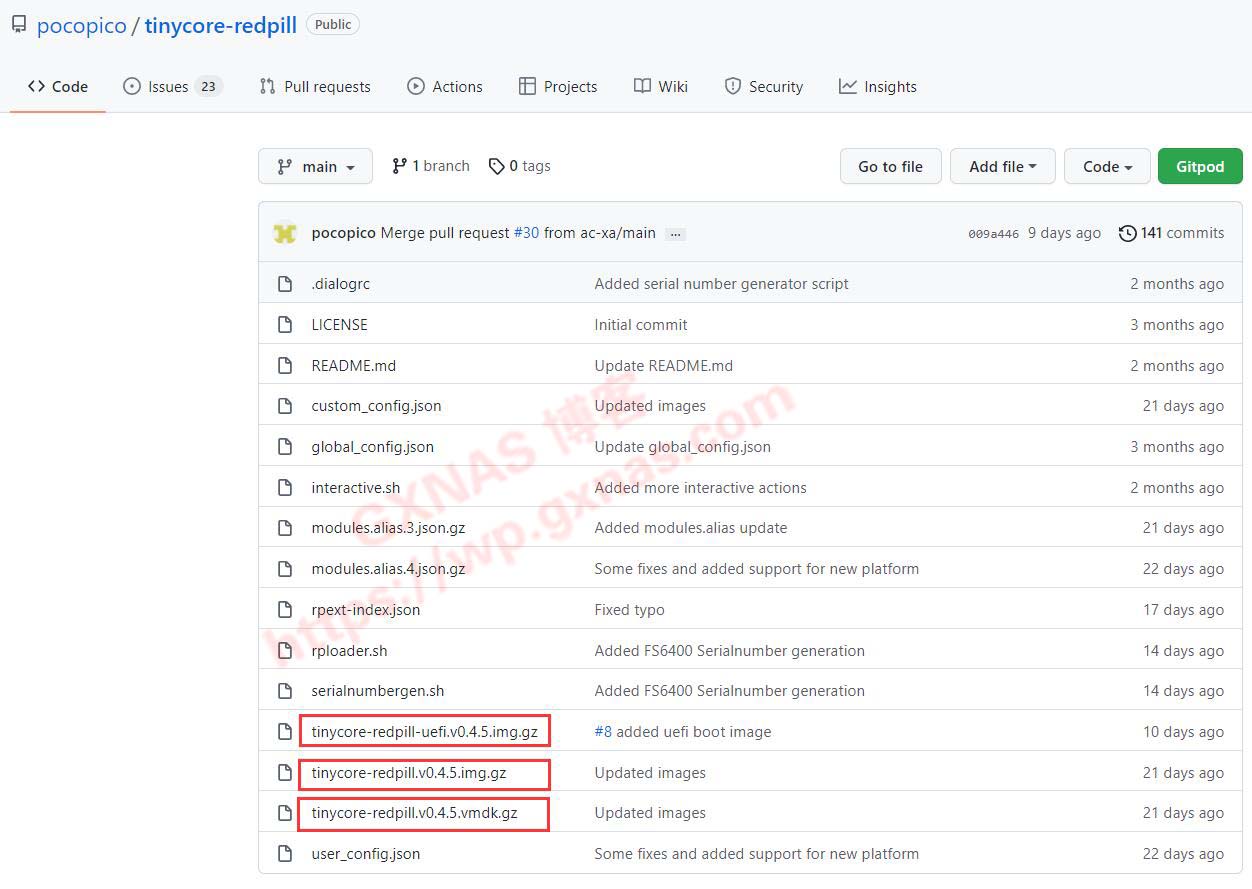 pocopico / tinycore-redpill Public
Code Issues 23 Pull requests Actions Projects Wiki Security Insights
main 1 branch 0 tags Go to file Add file Code Gitpod
pocopico Merge pull request #30 from ac-xa/main ... 009a446 9 days ago 141 commits
.dialogrc Added serial number generator script 2 months ago
LICENSE Initial commit 3 months ago
README.md Update README.md 2 months ago
custom_config.json Updated images 21 days ago
global_config.json Update global_config.json 3 months ago
interactive.sh Added more interactive actions 2 months ago
modules.alias.3.json.gz Added modules.alias update 21 days ago
modules.alias.4.json.gz Some fixes and added support for new platform 22 days ago
rpext-index.json Fixed typo 17 days ago
rploader.sh Added FS6400 Serialnumber generation 14 days ago
serialnumbergen.sh Added FS6400 Serialnumber generation 14 days ago
tinycore-redpill-uefi.v0.4.5.img.gz #8 added uefi boot image 10 days ago
tinycore-redpill.v0.4.5.img.gz Updated images 21 days ago
tinycore-redpill.v0.4.5.vmdk.gz Updated images 21 days ago
user_config.json Some fixes and added support for new platform 22 days ago
GXNAS 博客
https://wp.gxnas.com